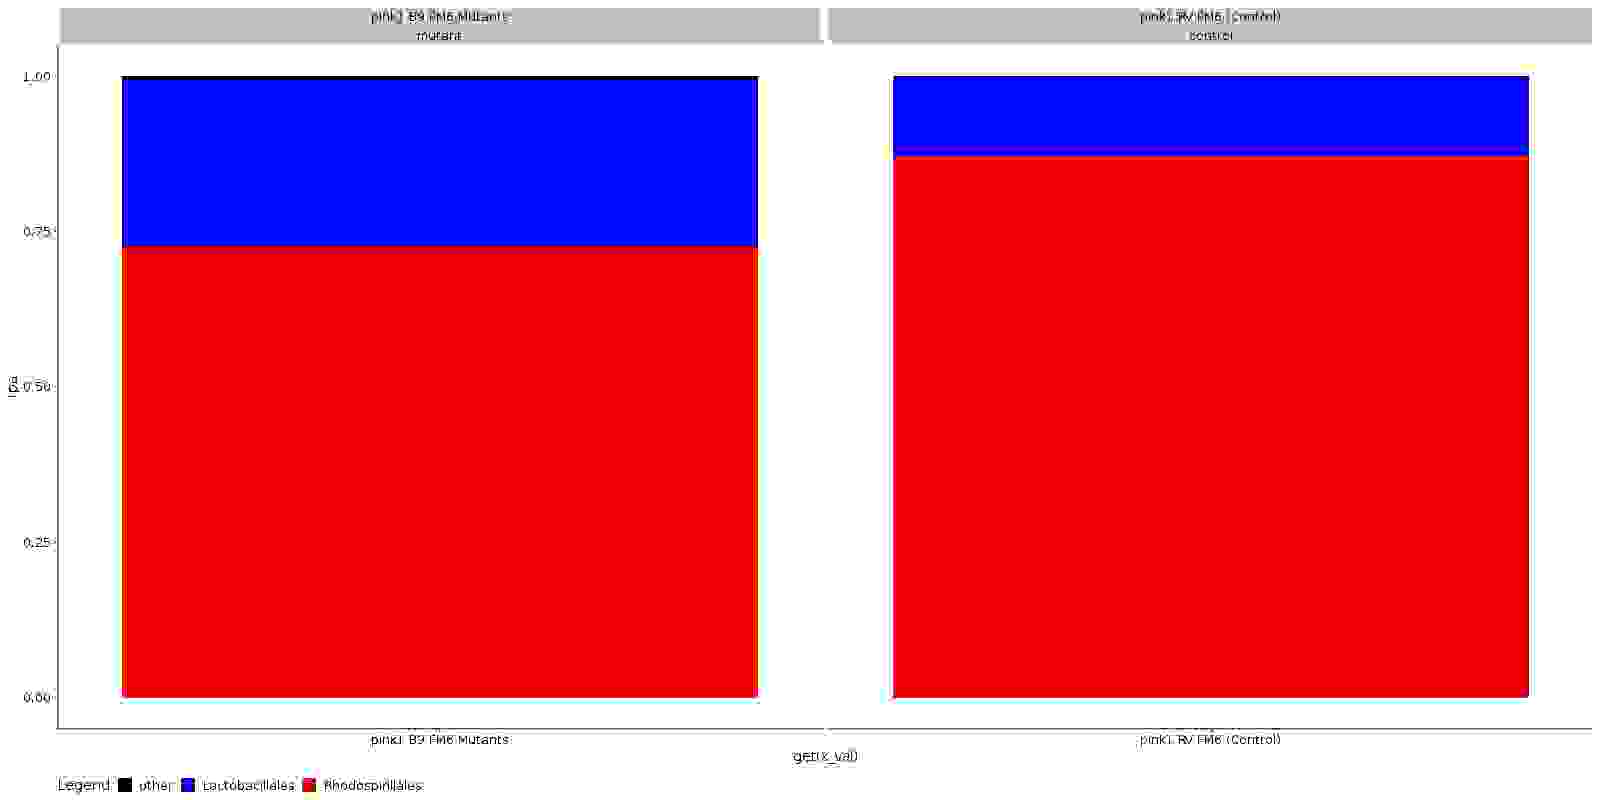 pink1 B9 FM6 Mutants
mutant
pink1 RV FM6 (Control)
control
1.00
0.75
0.50
0.25
0.00
pink1 B9 FM6 Mutants
pink1 RV FM6 (Control)
get(x_val)
Legend other Lactobacillales Rhodospirillales